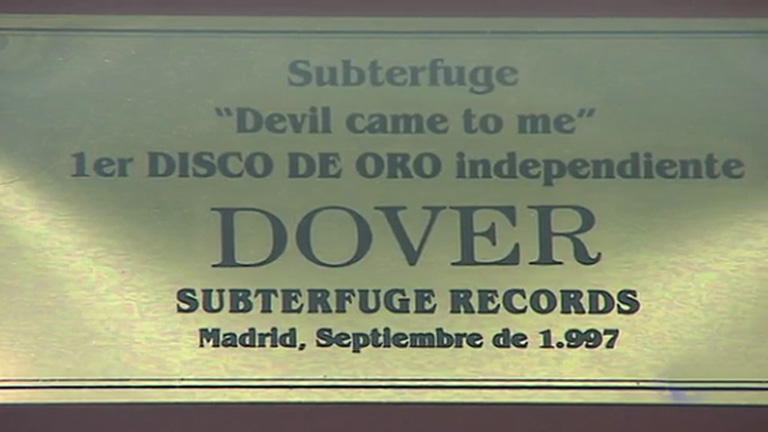 Subterfuge
"Devil came to me"
1er DISCO DE ORO independiente
DOVER
SUBTERFUGE RECORDS
Madrid, Septiembre de 1.997